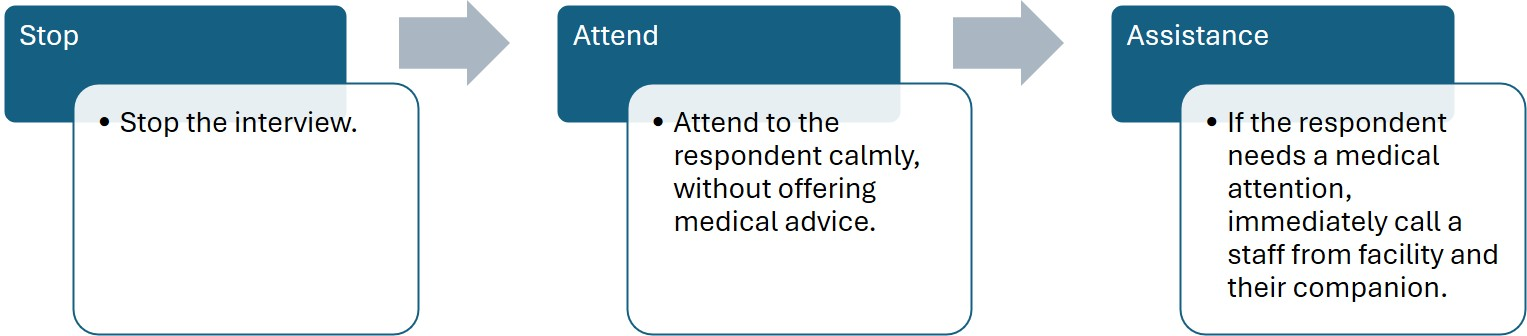 Stop
• Stop the interview.
Attend
• Attend to the
respondent calmly,
without offering
medical advice.
Assistance
• If the respondent
needs a medical
attention,
immediately call a
staff from facility and
their companion.